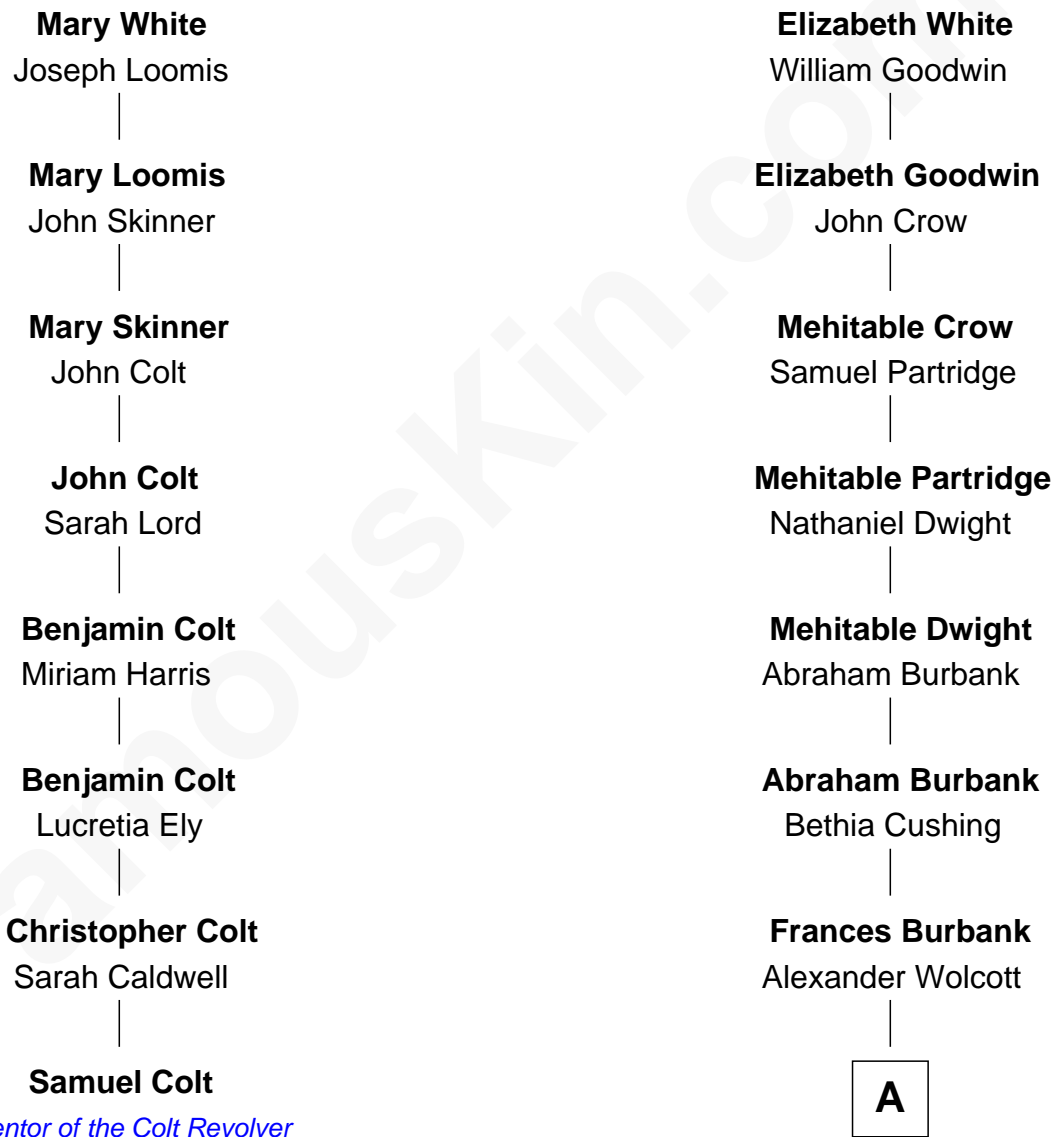 Mary White
Joseph Loomis
Mary Loomis
John Skinner
Mary Skinner
John Colt
John Colt
Sarah Lord
Benjamin Colt
Miriam Harris
Benjamin Colt
Lucretia Ely
Christopher Colt
Sarah Caldwell
Samuel Colt
entor of the Colt Revolver
Elizabeth White
William Goodwin
Elizabeth Goodwin
John Crow
Mehitable Crow
Samuel Partridge
Mehitable Partridge
Nathaniel Dwight
Mehitable Dwight
Abraham Burbank
Abraham Burbank
Bethia Cushing
Frances Burbank
Alexander Wolcott
A
amouskin.com